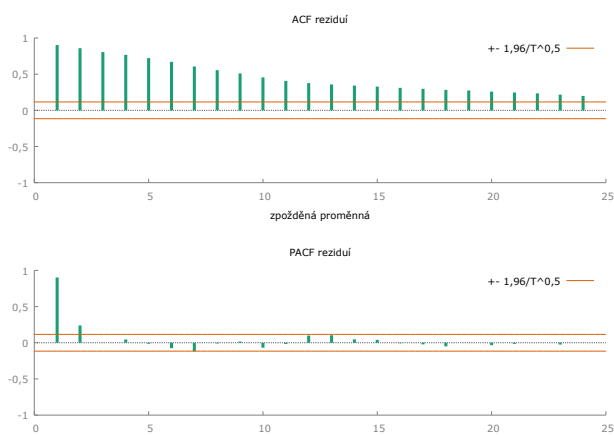 ACF reziduí
+- 1,96/T^0,5
1
0,5
0
-0,5
-1
0 5 10 15 20 25
zpožděná proměnná
PACF reziduí
+- 1,96/T^0,5
1
0,5
0
-0,5
-1
0 5 10 15 20 25